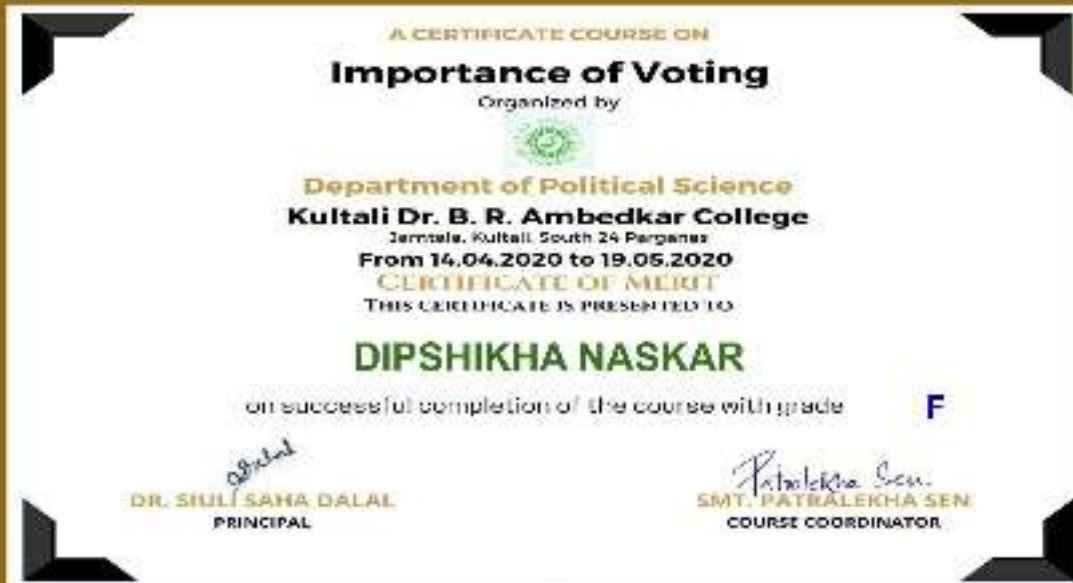 A CERTIFICATE COURSE ON
Importance of Voting
Organized by
Department of Political Science
Kultali Dr. B. R. Ambedkar College
Jamtala, Kultali, South 24 Parganas
From 14.04.2020 to 19.05.2020
CERTIFICATE OF MERIT
THIS CERTIFICATE IS PRESENTED TO
DIPSHIKHA NASKAR
on successful completion of the course with grade F
Patralekha Sen.
DR. SIULI SAHA DALAL
SMT. PATRALEKHA SEN
PRINCIPAL
COURSE COORDINATOR